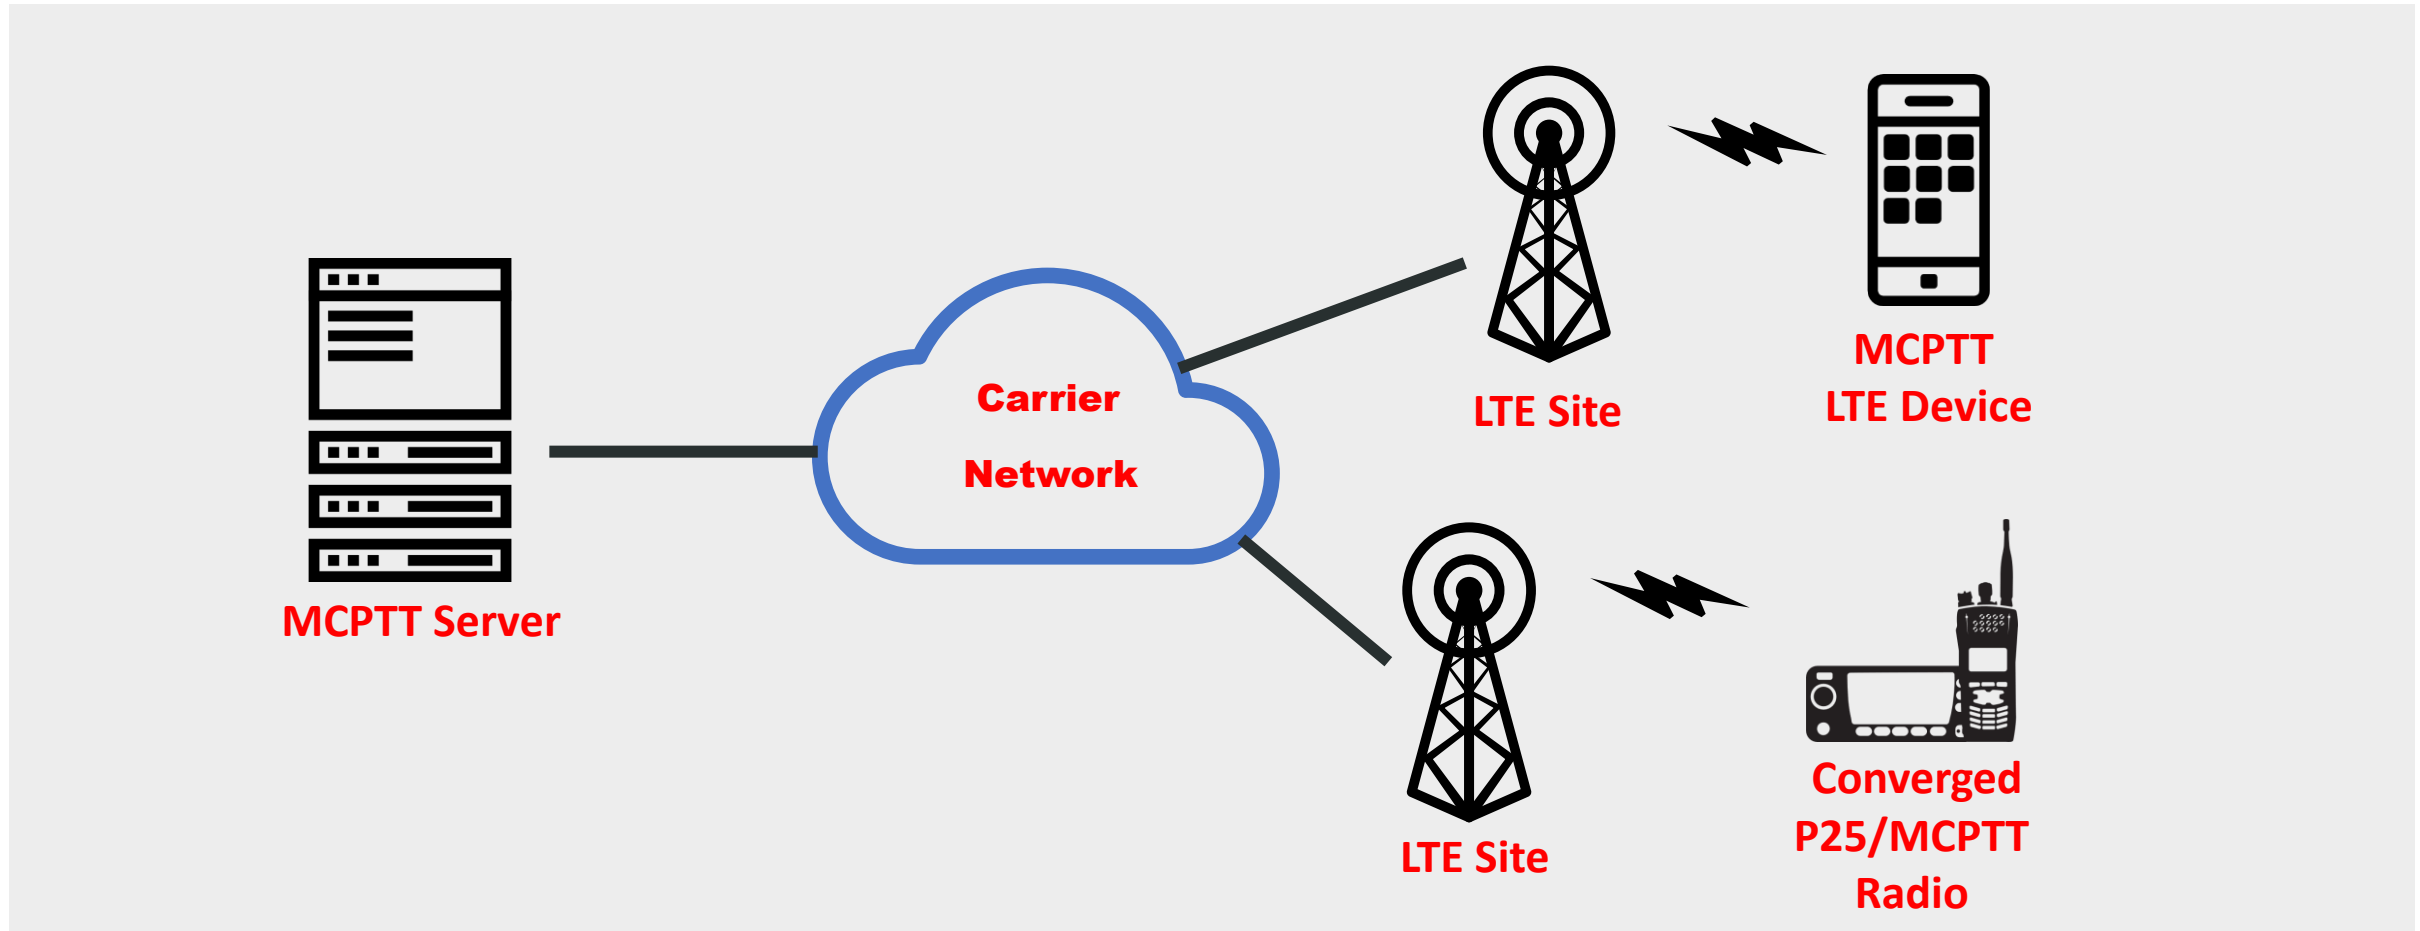 MCPTT Server
Carrier
Network
LTE Site
MCPTT
LTE Device
LTE Site
Converged
P25/MCPTT
Radio